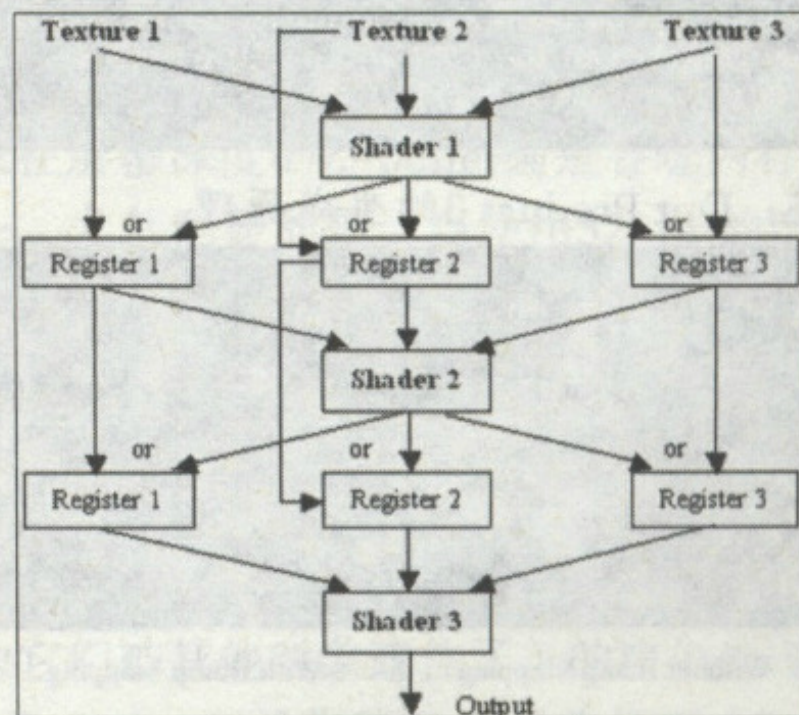 Texture 1 Texture 2 Texture 3
Shader 1
or or or
Register 1 Register 2 Register 3
Shader 2
or or or
Register 1 Register 2 Register 3
Shader 3
Output